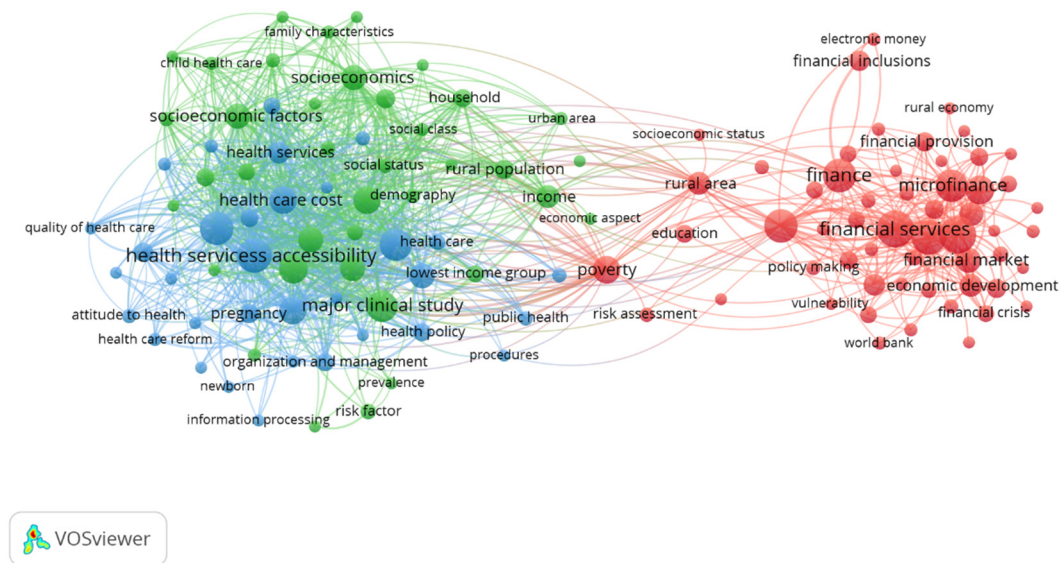 electronic money
family characteristics
financial inclusions
child health care
socioeconomics
household
rural economy
socioeconomic factors
urban area
social class
socioeconomic status
financial provision
health services
social status
rural population
finance
rural area
microfinance
health care cost
demography
income
economic aspect
quality of health care
health care
education
financial services
health servicess accessibility
financial market
lowest income group
poverty
policy making
economic development
major clinical study
vulnerability
attitude to health
pregnancy
public health
risk assessment
financial crisis
health care reform
health policy
world bank
organization and management
procedures
newborn
prevalence
information processing
risk factor
VOSviewer